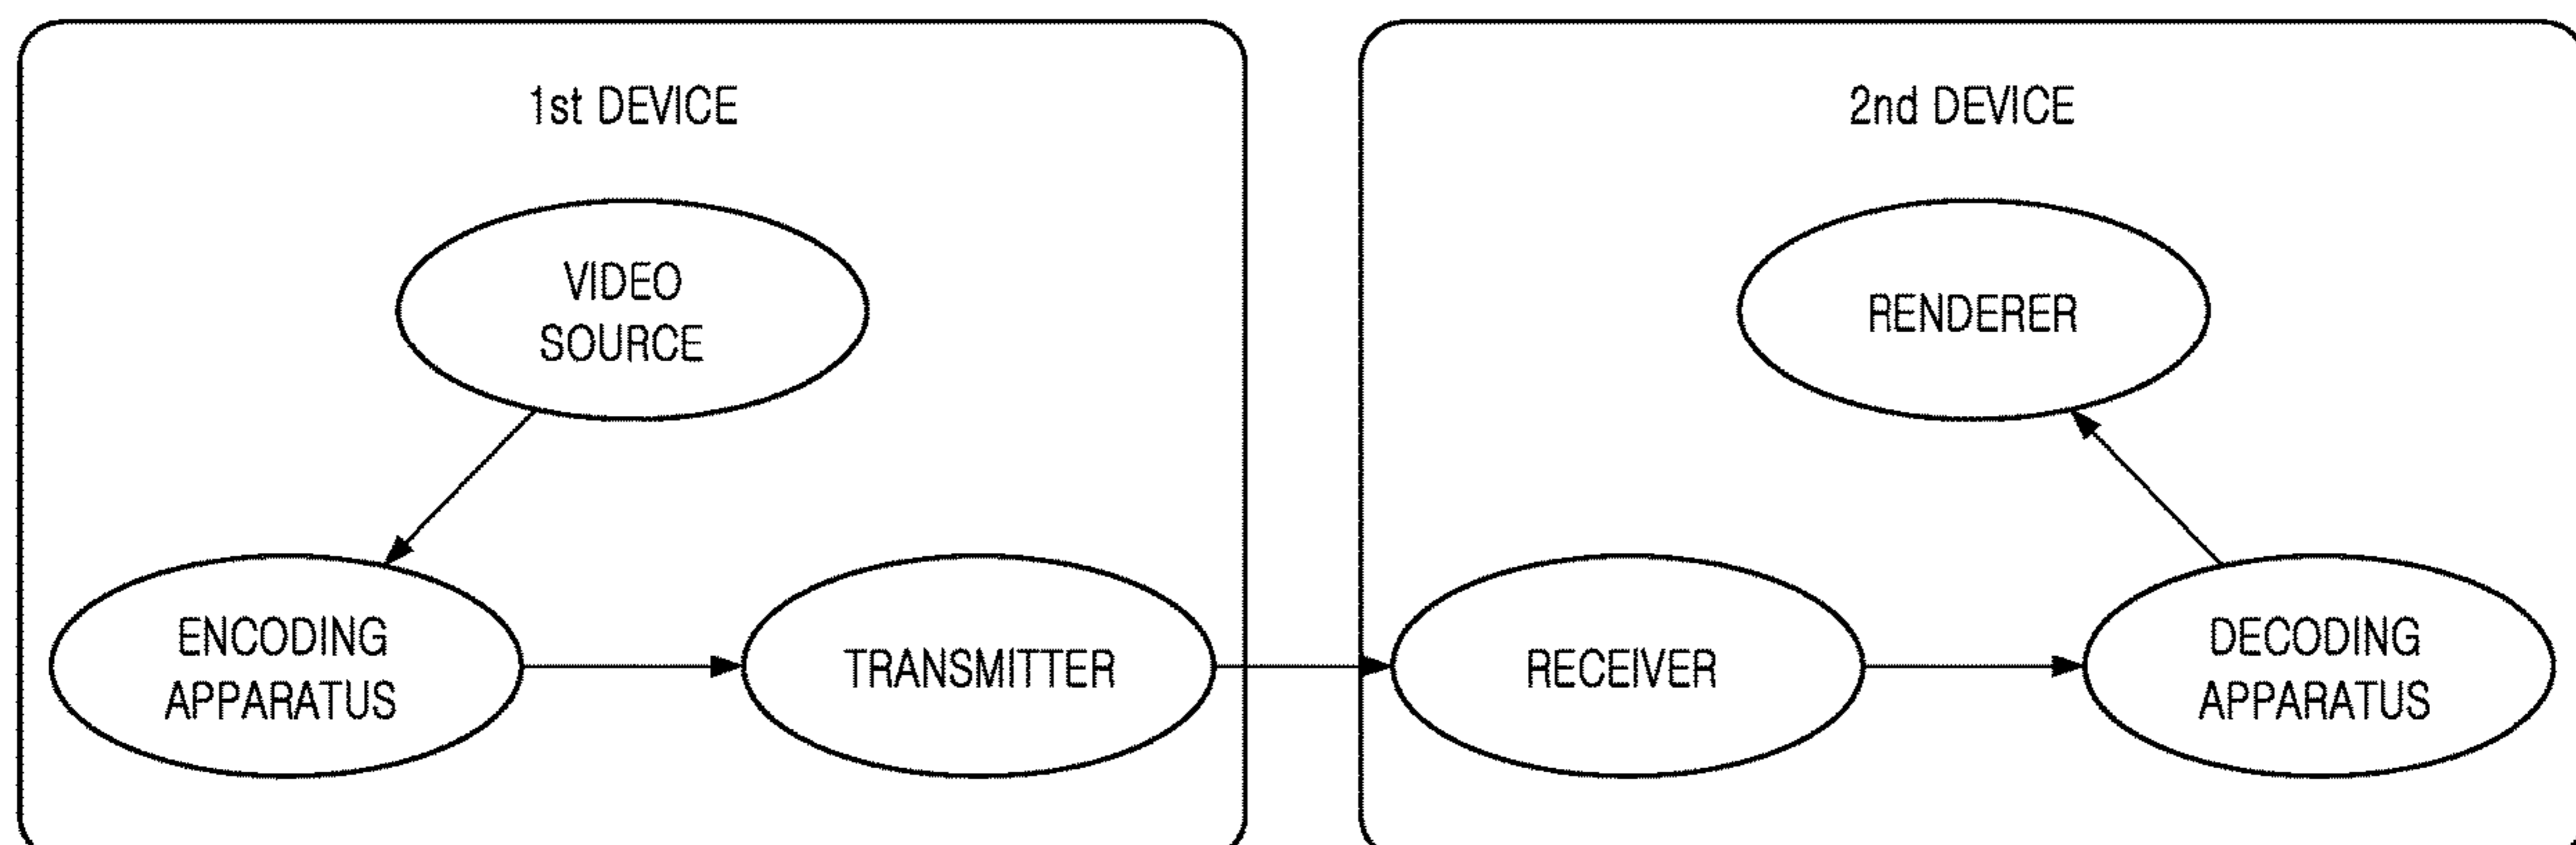 1st DEVICE
VIDEO
SOURCE
ENCODING
APPARATUS
TRANSMITTER
2nd DEVICE
RENDERER
RECEIVER
DECODING
APPARATUS